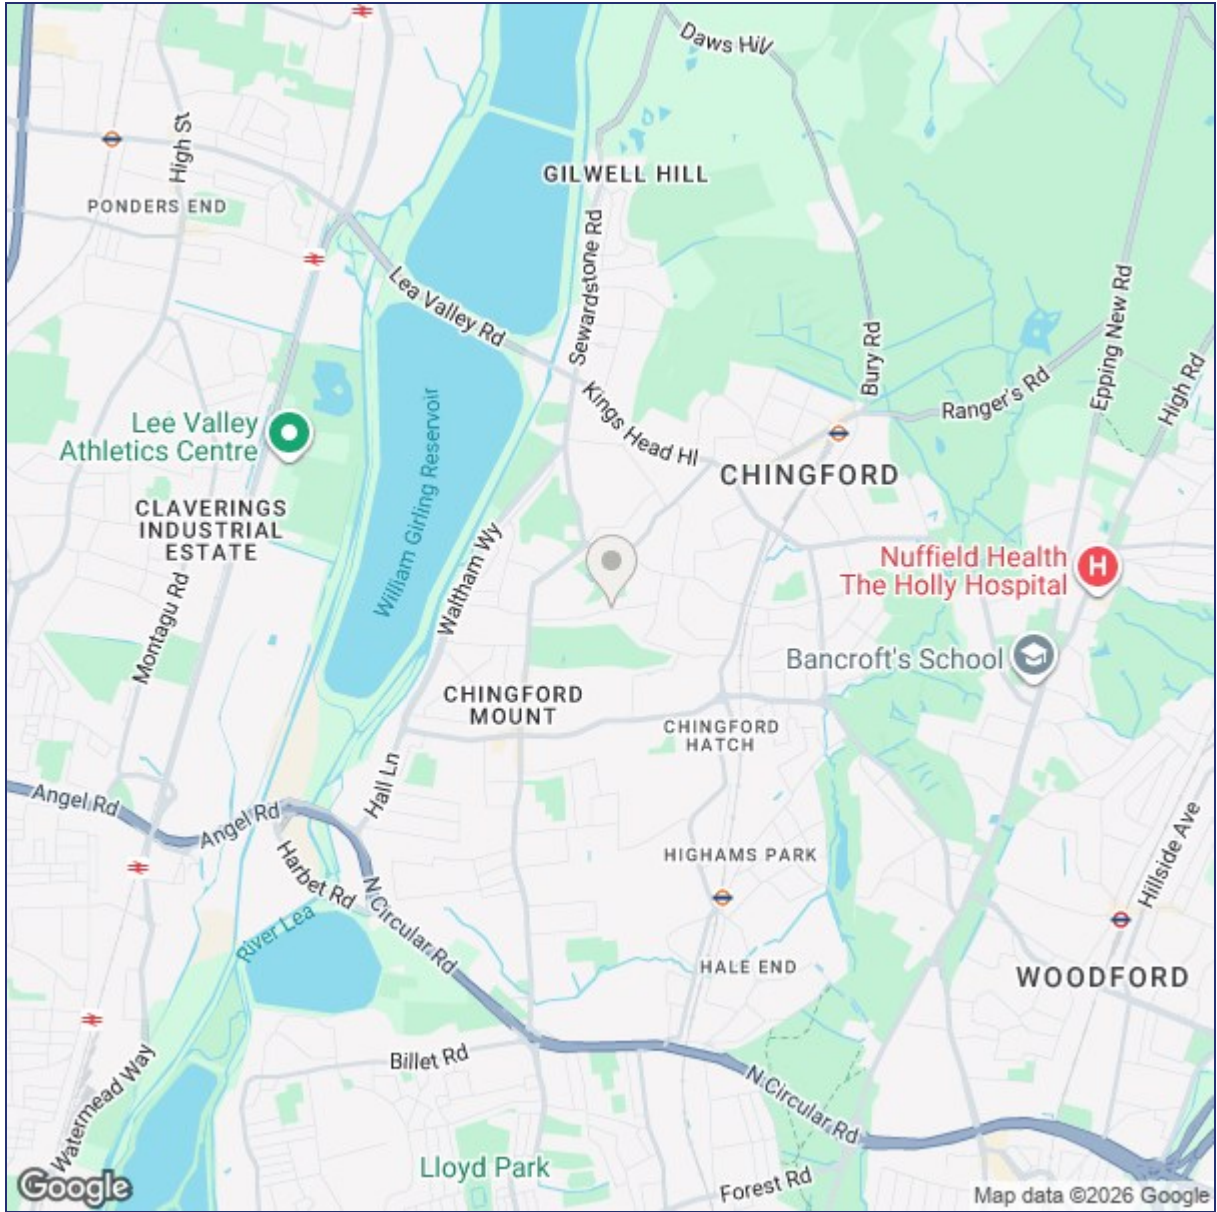 Daws Hil
High St
GILWELL HILL
PONDERS END
Sewardstone Rd
Lea Valley Rd
Epping New Rd
Bury Rd
High Rd
Ranger's Rd
Kings Head Hl
Lee Valley
Athletics Centre
William Girling Reservoir
CHINGFORD
CLAVERINGS
INDUSTRIAL
ESTATE
Waltham Wy
Nuffield Health
The Holly Hospital
H
Montagu Rd
Bancroft's School
CHINGFORD
MOUNT
CHINGFORD
HATCH
Hall Ln
Angel Rd
Angel Rd
Hillside Ave
HIGHAMS PARK
Harbet Rd
N Circular Rd
River Lea
HALE END
WOODFORD
Billet Rd
Watermead Way
N Circular Rd
Lloyd Park
Forest Rd
Google
Map data ©2026 Google